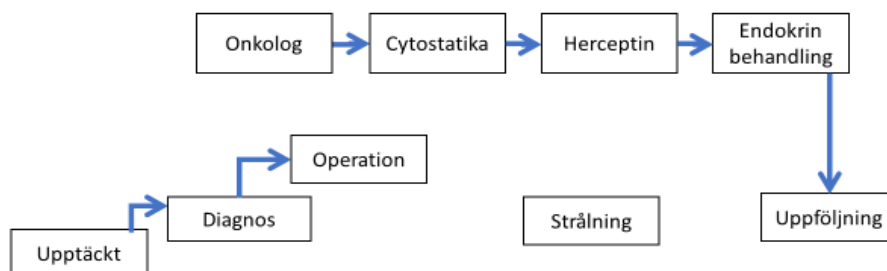 Onkolog
Cytostatika
Herceptin
Endokrin
behandling
Operation
Diagnos
Strålning
Uppföljning
Upptäckt